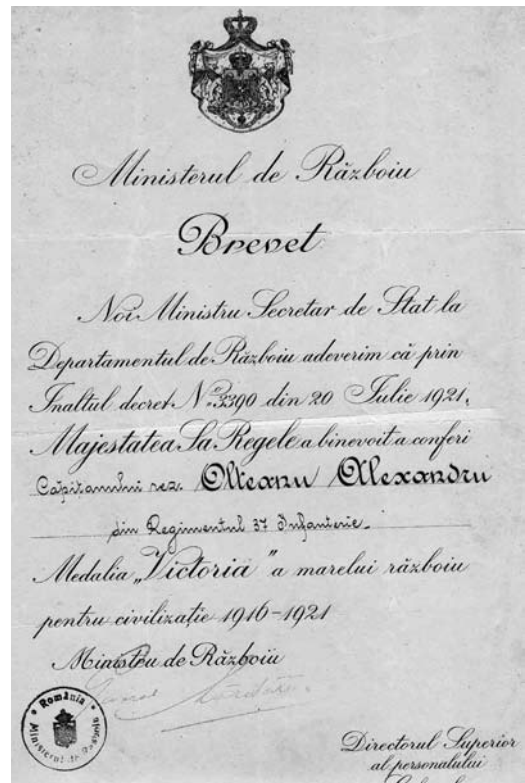 Ministerul de Războiu
Brevet
Noi Ministru Secretar de Stat la
Departamentul de Războiu adeverim că prin
Inaltul decret No 3390 din 20 Iulie 1921,
Majestatea Sa Regele a binevoit a conferi
Căpitanului rez. Olteanu Alexandru
din Regimentul 37 Infanterie.
Medalia „Victoria” a marelui războiu
pentru civilizație 1916-1921
Ministru de Războiu
România
Ministerul de Războiu
Directorul Superior
al personalului